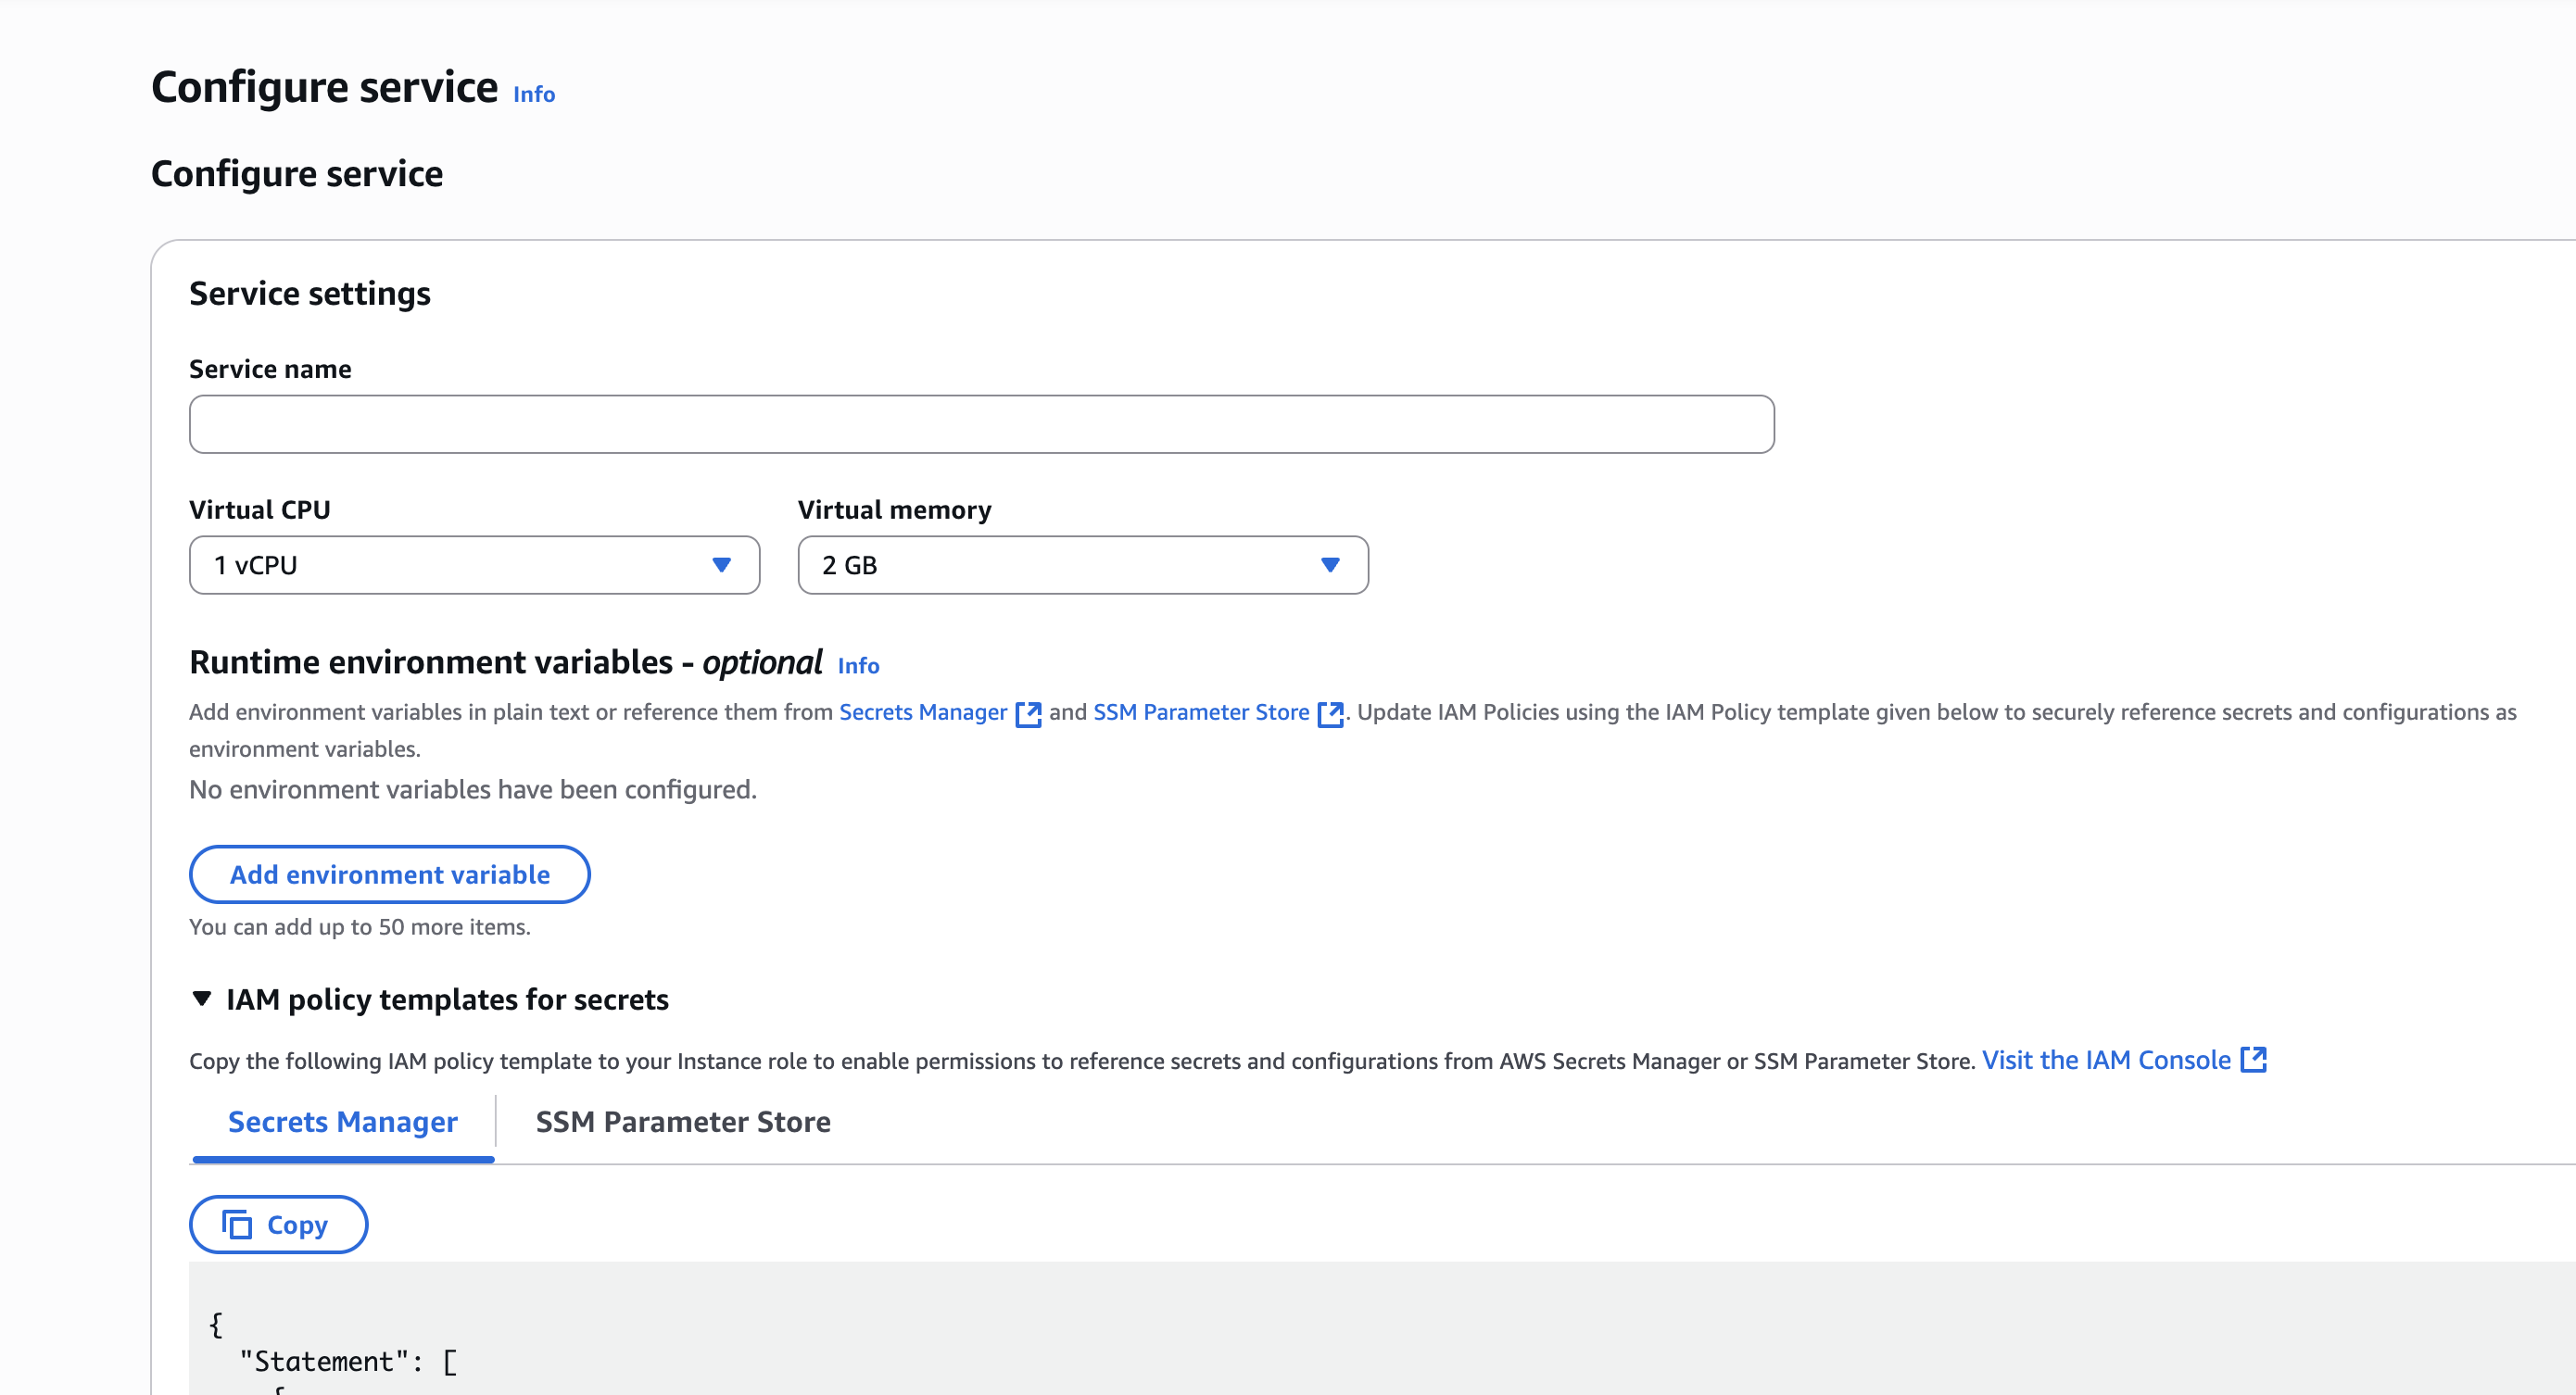 Configure service Info
Configure service
Service settings
Service name
Virtual CPU Virtual memory
1 vCPU 2 GB
Runtime environment variables - optional Info
Add environment variables in plain text or reference them from Secrets Manager and SSM Parameter Store . Update IAM Policies using the IAM Policy template given below to securely reference secrets and configurations as
environment variables.
No environment variables have been configured.
Add environment variable
You can add up to 50 more items.
IAM policy templates for secrets
Copy the following IAM policy template to your Instance role to enable permissions to reference secrets and configurations from AWS Secrets Manager or SSM Parameter Store. Visit the IAM Console
Secrets Manager SSM Parameter Store
Copy
{
"Statement": [